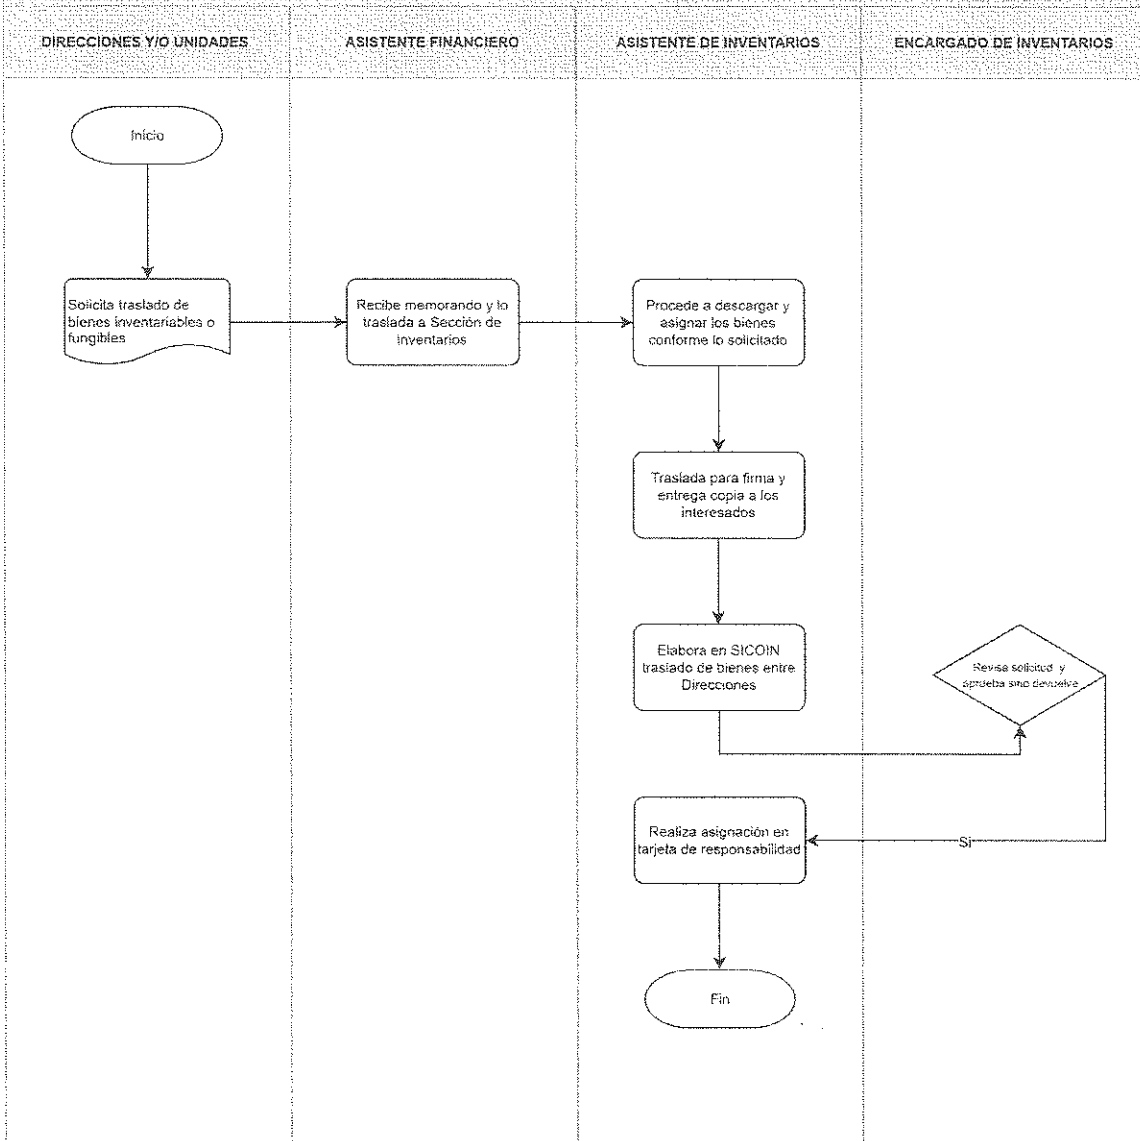 DIRECCIONES Y/O UNIDADES
ASISTENTE FINANCIERO
ASISTENTE DE INVENTARIOS
ENCARGADO DE INVENTARIOS
Inicio
Solicita traslado de
bienes inventariables o
fungibles
Recibe memorando y lo
traslada a Sección de
Inventarios
Procede a descargar y
asignar los bienes
conforme lo solicitado
Traslada para firma y
entrega copia a los
interesados
Elabora en SICOIN
traslado de bienes entre
Direcciones
Revisa solicitud y
aprueba sino devuelve
Si
Realiza asignación en
tarjeta de responsabilidad
Fin